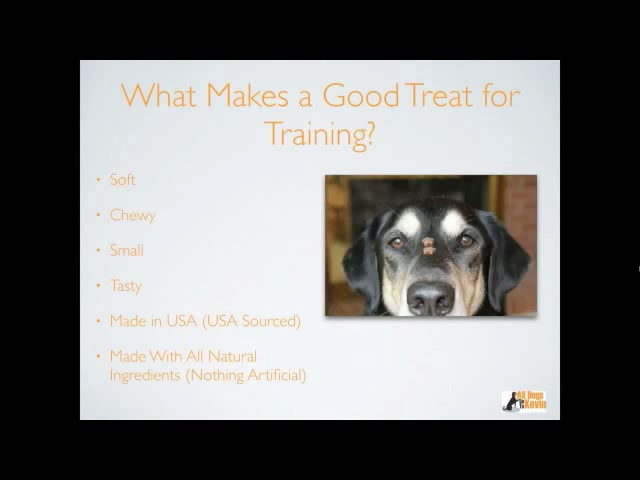 What Makes a Good Treat for
Training?
• Soft
• Chewy
• Small
• Tasty
• Made in USA (USA Sourced)
• Made With All Natural
Ingredients (Nothing Artificial)
All Dogs
Kevin